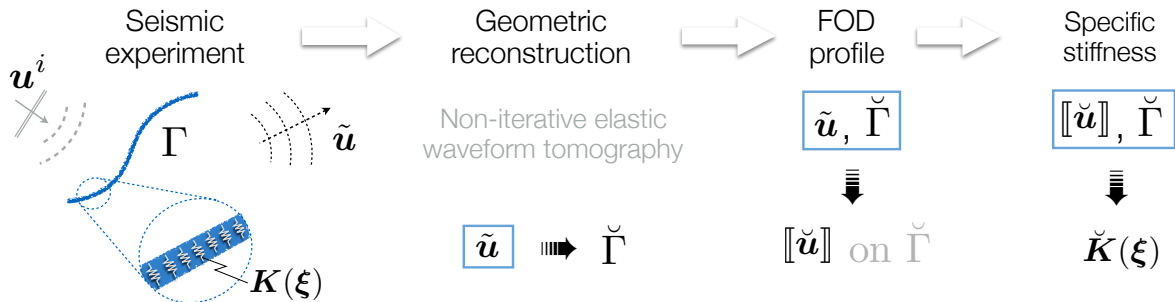 Seismic experiment
Geometric reconstruction
FOD profile
Specific stiffness
𝒖ⁱ
Γ
ũ
K(ξ)
Non-iterative elastic
waveform tomography
ũ
Γ̆
ũ, Γ̆
⟦ŭ⟧ on Γ̆
⟦ŭ⟧, Γ̆
K̆(ξ)